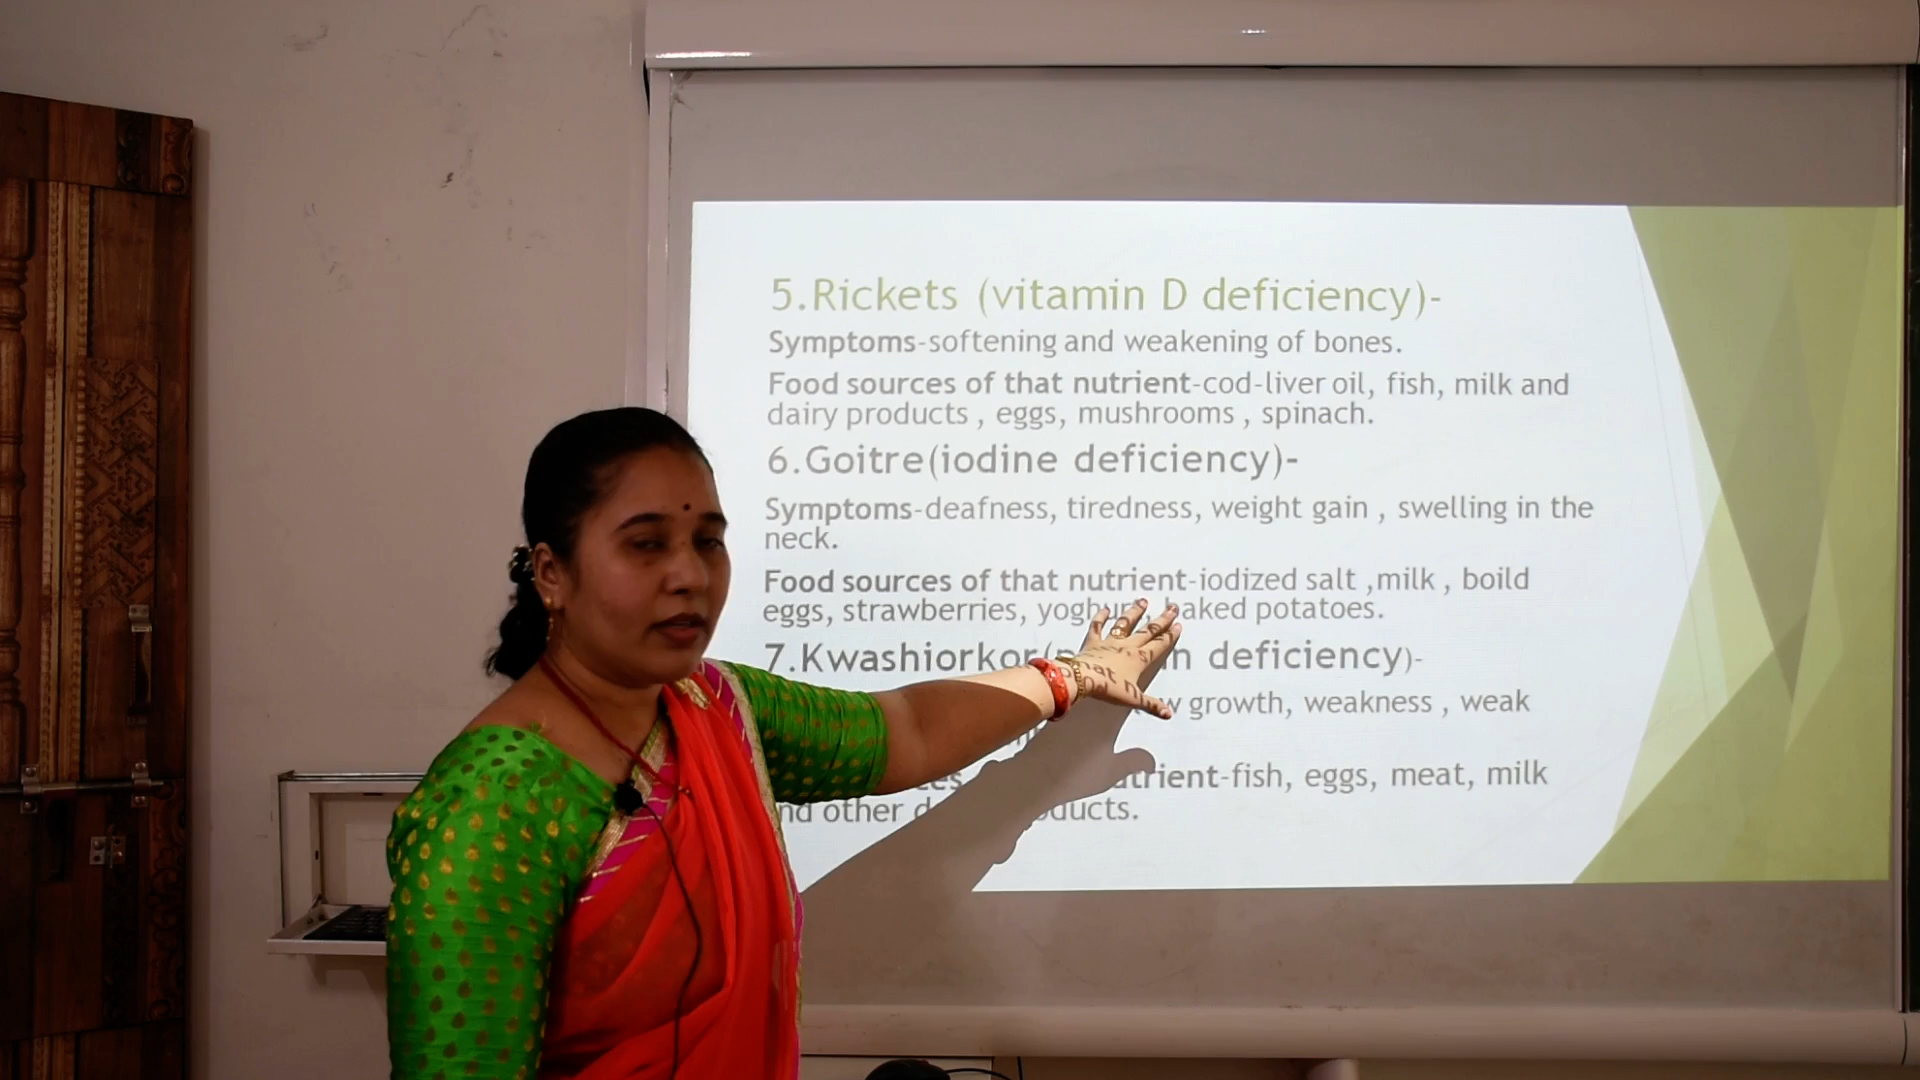 5.Rickets (vitamin D deficiency)-
Symptoms-softening and weakening of bones.
Food sources of that nutrient-cod-liver oil, fish, milk and
dairy products , eggs, mushrooms , spinach.
6.Goitre(iodine deficiency)-
Symptoms-deafness, tiredness, weight gain , swelling in the
neck.
Food sources of that nutrient-iodized salt ,milk , boild
eggs, strawberries, yoghurt, baked potatoes.
7.Kwashiorkor( deficiency)-
growth, weakness , weak
-fish, eggs, meat, milk
other